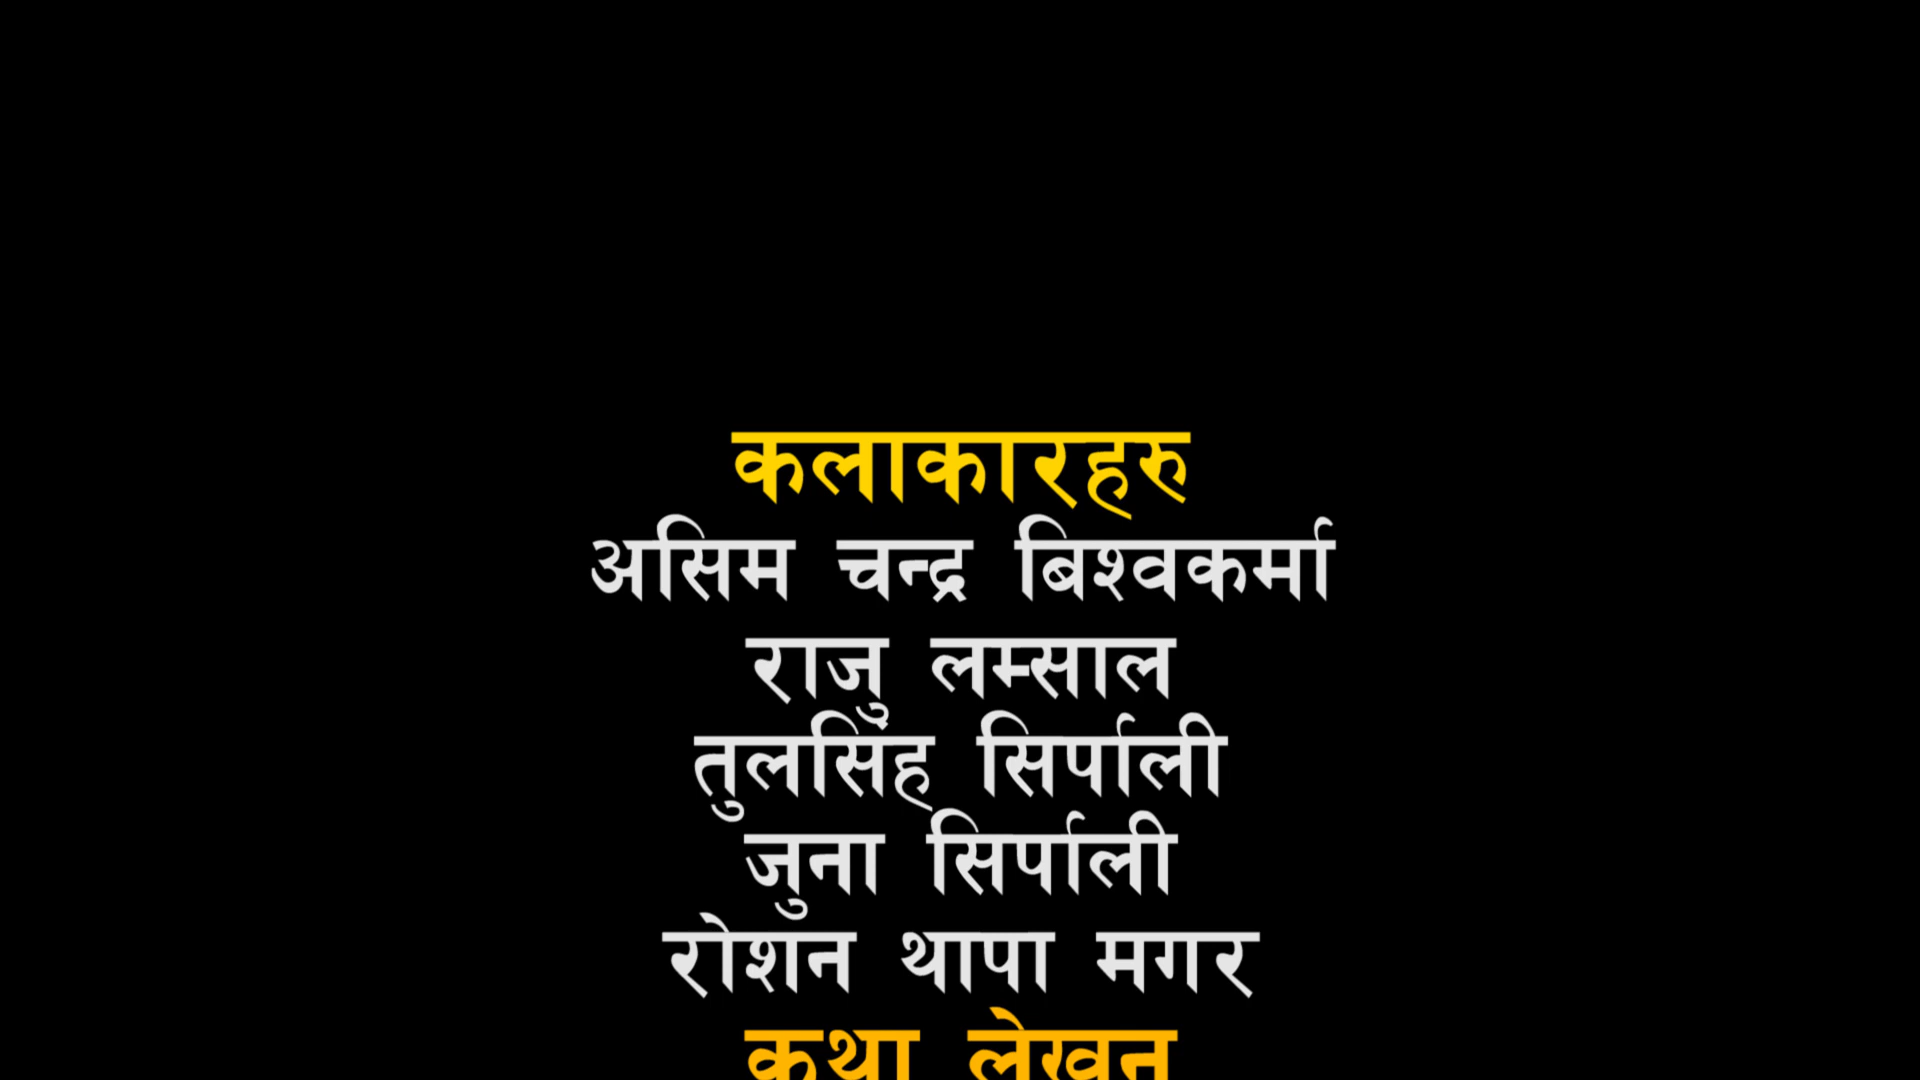 कलाकारहरु
असिम चन्द्र बिश्वकर्मा
राजु लम्साल
तुलसिंह सिर्पाली
जुना सिर्पाली
रोशन थापा मगर
कथा लेखन